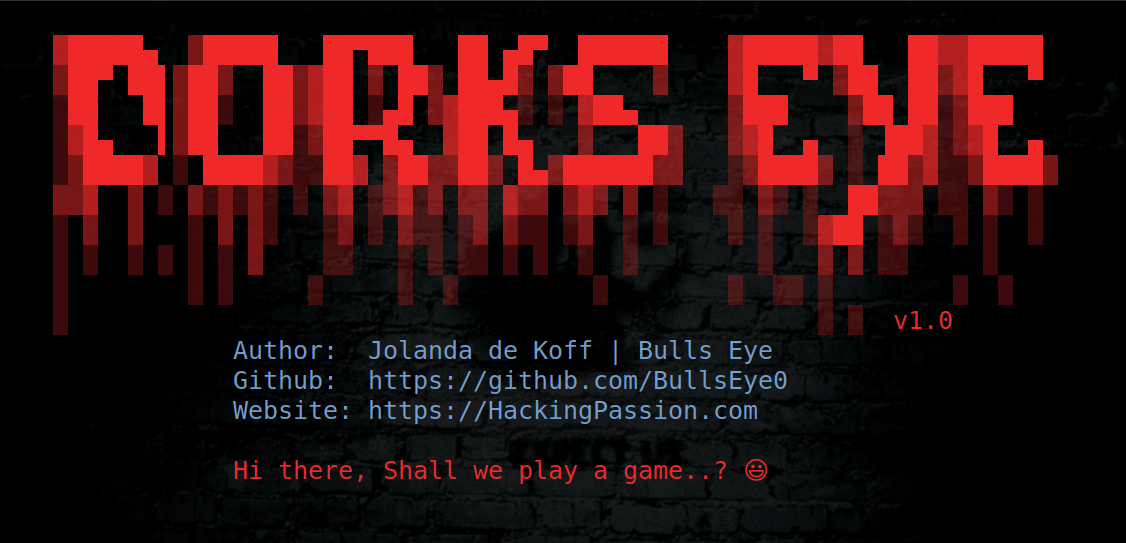 DORKS EYE
v1.0
Author:  Jolanda de Koff | Bulls Eye
Github:  https://github.com/BullsEye0
Website: https://HackingPassion.com
Hi there, Shall we play a game..? 😃